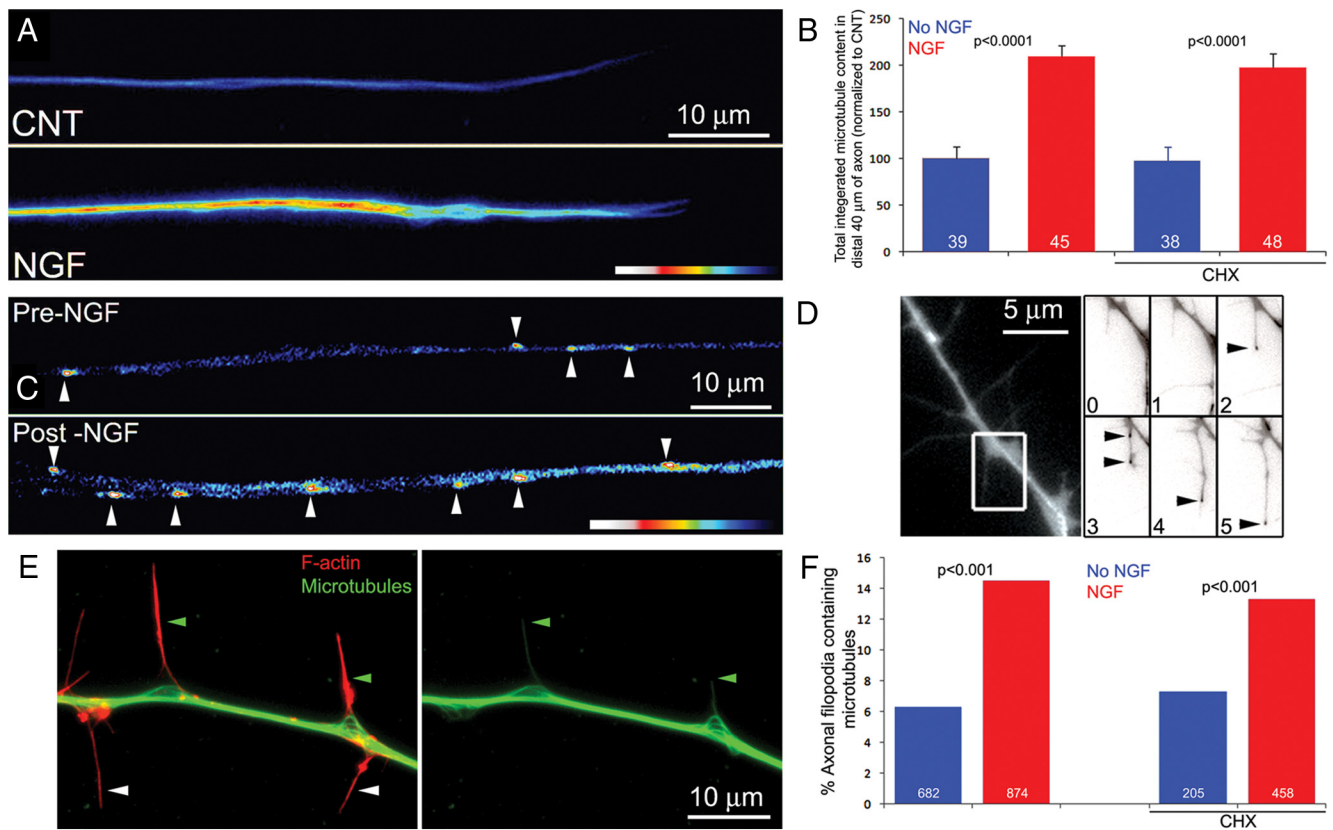 A
CNT
10 μm
NGF
B
No NGF
NGF
p<0.0001
p<0.0001
Total integerated microtubule content in
distal 40 μm of axon (normalized to CNT)
250
200
150
100
50
0
39
45
38
48
CHX
Pre-NGF
C
10 μm
Post -NGF
D
5 μm
0
1
2
3
4
5
E
F-actin
Microtubules
10 μm
F
No NGF
NGF
p<0.001
p<0.001
% Axonal filopodia containing
microtubules
16
14
12
10
8
6
4
2
0
682
874
205
458
CHX